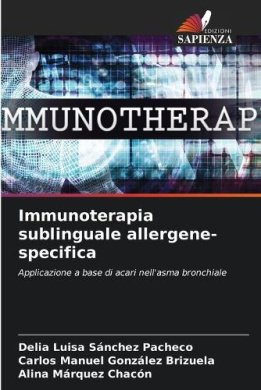 EDIZIONI
SAPIENZA
MMUNOTHERAP
Immunoterapia
sublinguale allergene-
specifica
Applicazione a base di acari nell'asma bronchiale
Delia Luisa Sánchez Pacheco
Carlos Manuel González Brizuela
Alina Márquez Chacón